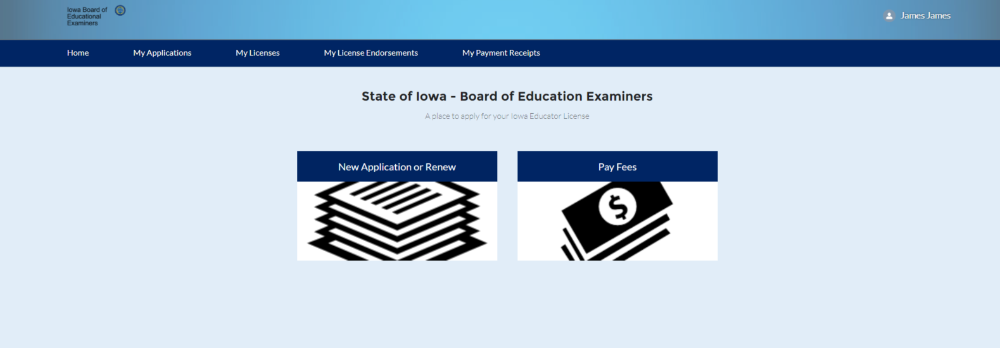 Iowa Board of
Educational
Examiners
James James
Home
My Applications
My Licenses
My License Endorsements
My Payment Receipts
State of Iowa - Board of Education Examiners
A place to apply for your Iowa Educator License
New Application or Renew
Pay Fees
$